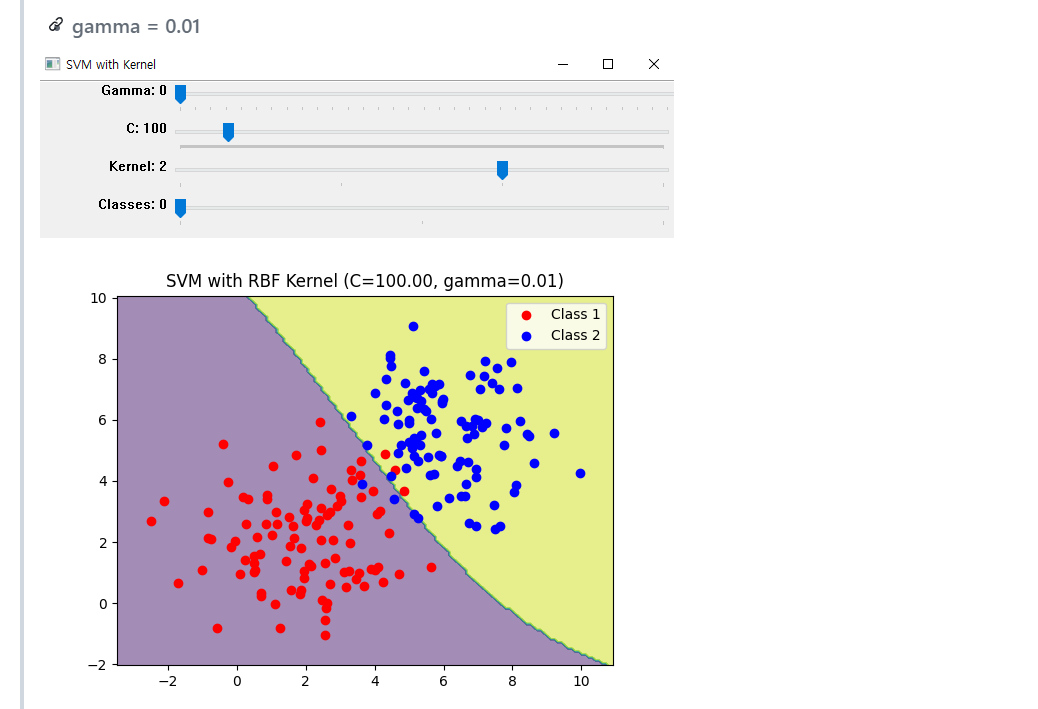 gamma = 0.01
SVM with Kernel
Gamma: 0
C: 100
Kernel: 2
Classes: 0
SVM with RBF Kernel (C=100.00, gamma=0.01)
Class 1
Class 2
10
8
6
4
2
0
−2
−2 0 2 4 6 8 10